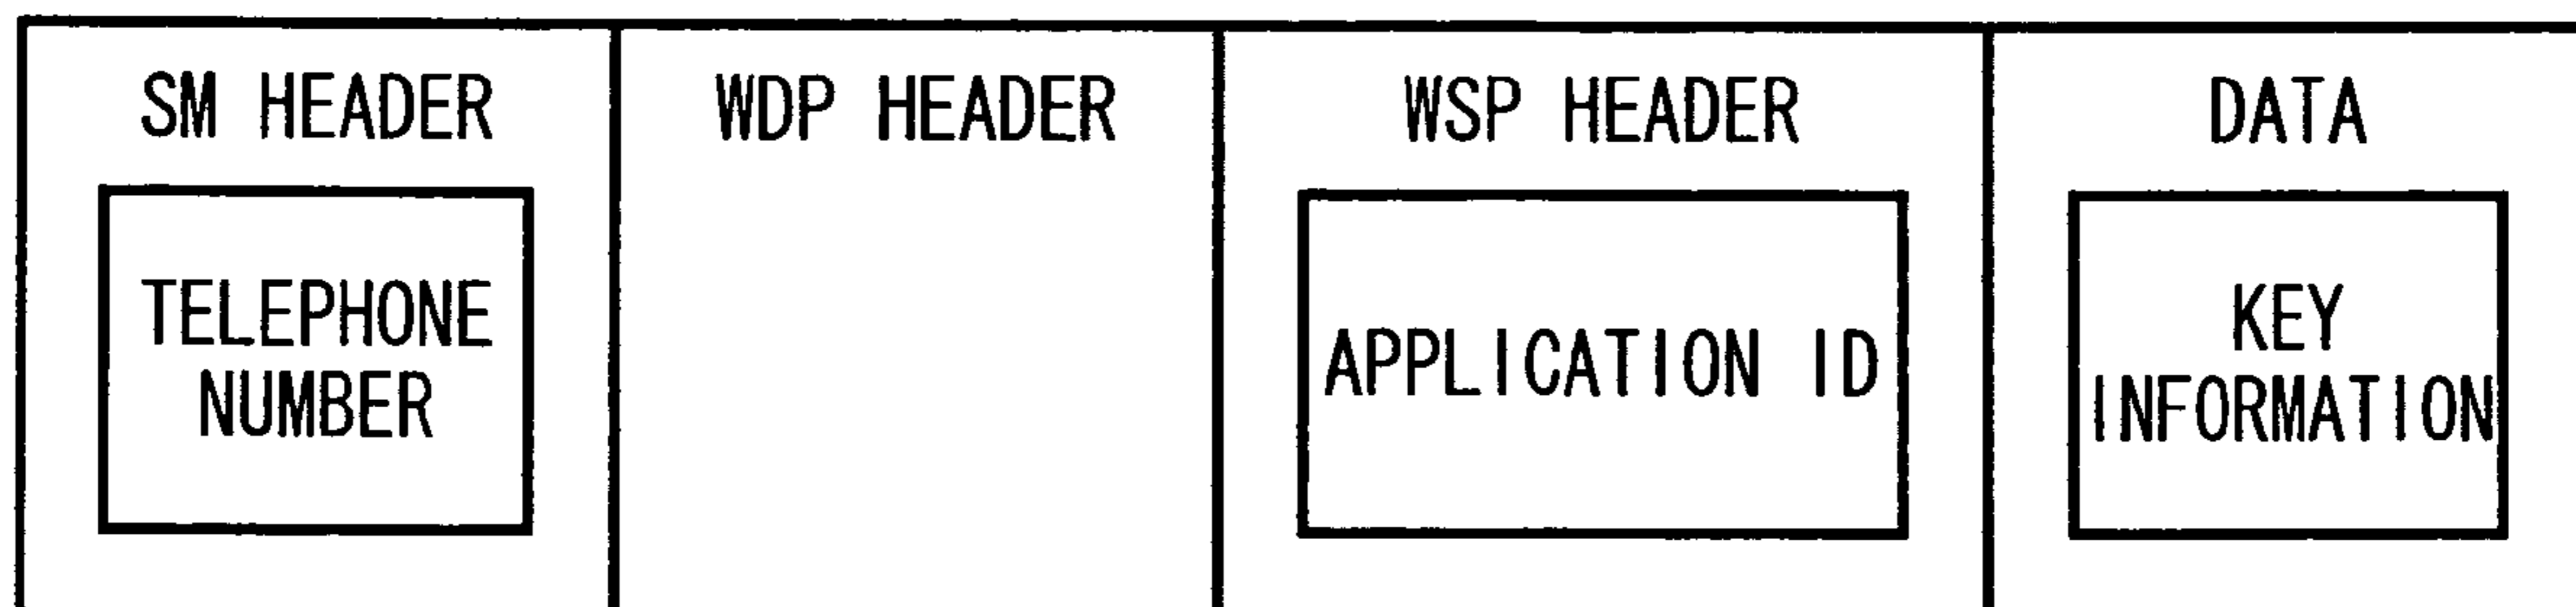 SM HEADER
WDP HEADER
WSP HEADER
DATA
TELEPHONE
NUMBER
APPLICATION ID
KEY
INFORMATION